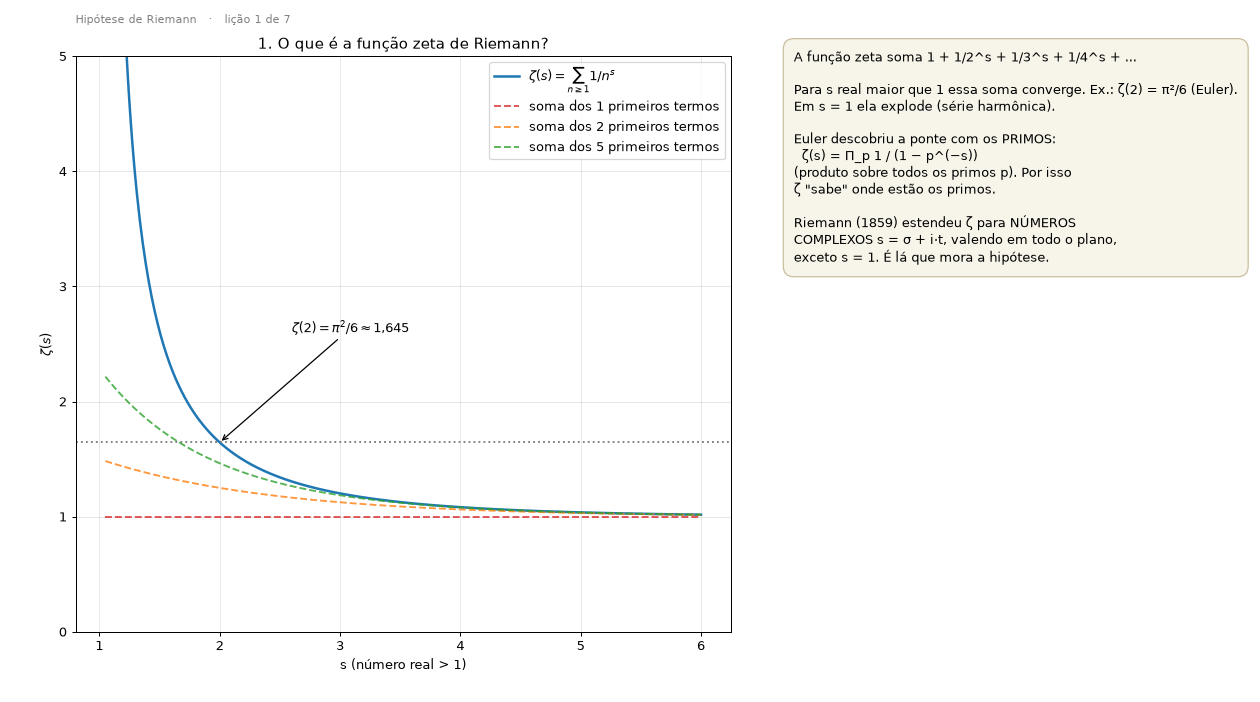 Hipótese de Riemann · lição 1 de 7
1. O que é a função zeta de Riemann?
ζ(s) = ∑ 1/n^s
n ≥ 1
soma dos 1 primeiros termos
soma dos 2 primeiros termos
soma dos 5 primeiros termos
5
4
3
2
1
0
ζ(s)
ζ(2) = π²/6 ≈ 1,645
1 2 3 4 5 6
s (número real > 1)
A função zeta soma 1 + 1/2^s + 1/3^s + 1/4^s + ...
Para s real maior que 1 essa soma converge. Ex.: ζ(2) = π²/6 (Euler).
Em s = 1 ela explode (série harmônica).
Euler descobriu a ponte com os PRIMOS:
ζ(s) = Π_p 1 / (1 − p^(−s))
(produto sobre todos os primos p). Por isso
ζ "sabe" onde estão os primos.
Riemann (1859) estendeu ζ para NÚMEROS
COMPLEXOS s = σ + i·t, valendo em todo o plano,
exceto s = 1. É lá que mora a hipótese.